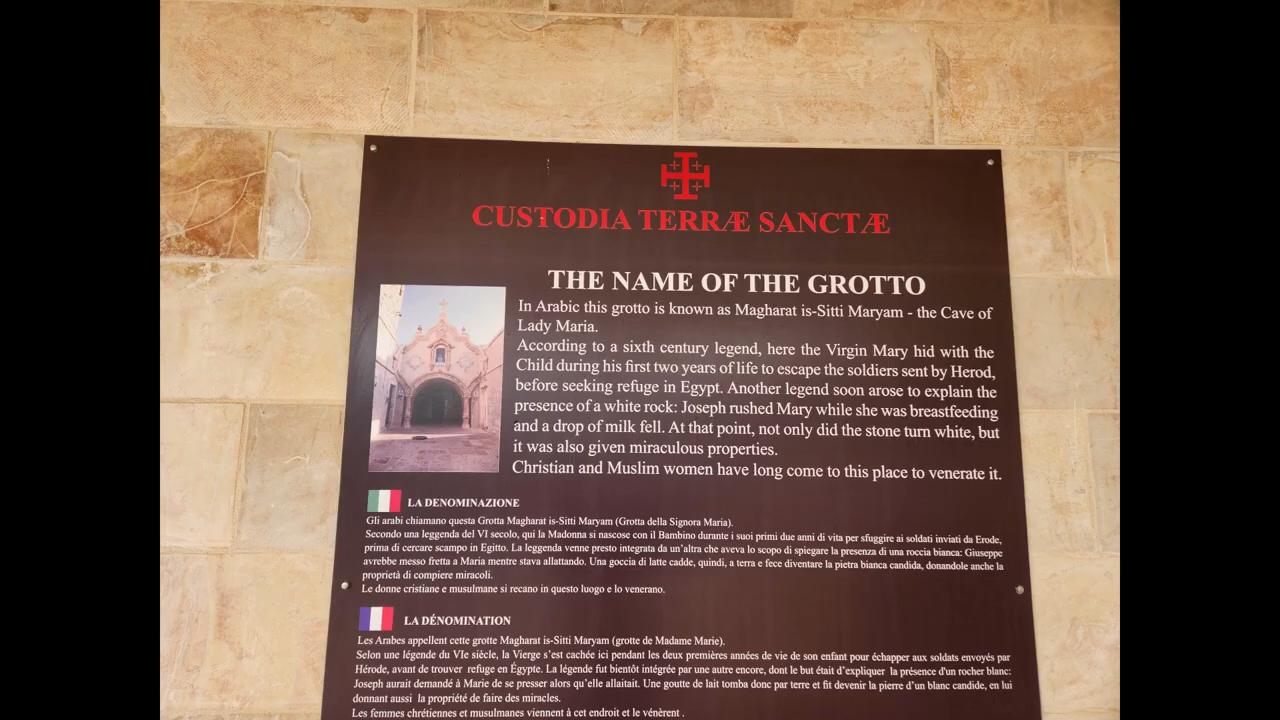 CUSTODIA TERRÆ SANCTÆ
THE NAME OF THE GROTTO
In Arabic this grotto is known as Magharat is-Sitti Maryam - the Cave of
Lady Maria.
According to a sixth century legend, here the Virgin Mary hid with the
Child during his first two years of life to escape the soldiers sent by Herod,
before seeking refuge in Egypt. Another legend soon arose to explain the
presence of a white rock: Joseph rushed Mary while she was breastfeeding
and a drop of milk fell. At that point, not only did the stone turn white, but
it was also given miraculous properties.
Christian and Muslim women have long come to this place to venerate it.
LA DENOMINAZIONE
Gli arabi chiamano questa Grotta Magharat is-Sitti Maryam (Grotta della Signora Maria).
Secondo una leggenda del VI secolo, qui la Madonna si nascose con il Bambino durante i suoi primi due anni di vita per sfuggire ai soldati inviati da Erode,
prima di cercare scampo in Egitto. La leggenda venne presto integrata da un'altra che aveva lo scopo di spiegare la presenza di una roccia bianca: Giuseppe
avrebbe messo fretta a Maria mentre stava allattando. Una goccia di latte cadde, quindi, a terra e fece diventare la pietra bianca candida, donandole anche la
proprietà di compiere miracoli.
Le donne cristiane e musulmane si recano in questo luogo e lo venerano.
LA DÉNOMINATION
Les Arabes appellent cette grotte Magharat is-Sitti Maryam (grotte de Madame Marie).
Selon une légende du VIe siècle, la Vierge s'est cachée ici pendant les deux premières années de vie de son enfant pour échapper aux soldats envoyés par
Hérode, avant de trouver refuge en Égypte. La légende fut bientôt intégrée par une autre encore, dont le but était d'expliquer la présence d'un rocher blanc:
Joseph aurait demandé à Marie de se presser alors qu'elle allaitait. Une goutte de lait tomba donc par terre et fit devenir la pierre d'un blanc candide, en lui
donnant aussi la propriété de faire des miracles.
Les femmes chrétiennes et musulmanes viennent à cet endroit et le vénèrent .